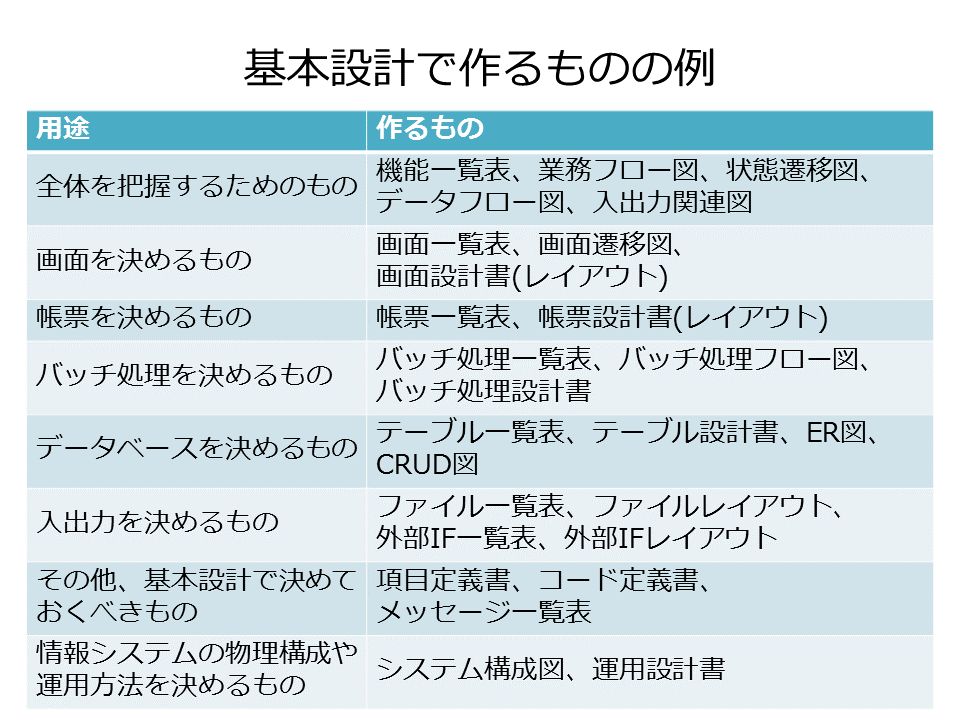 基本設計で作るものの例
用途
作るもの
全体を把握するためのもの
機能一覧表、業務フロー図、状態遷移図、
データフロー図、入出力関連図
画面を決めるもの
画面一覧表、画面遷移図、
画面設計書(レイアウト)
帳票を決めるもの
帳票一覧表、帳票設計書(レイアウト)
バッチ処理を決めるもの
バッチ処理一覧表、バッチ処理フロー図、
バッチ処理設計書
データベースを決めるもの
テーブル一覧表、テーブル設計書、ER図、
CRUD図
入出力を決めるもの
ファイル一覧表、ファイルレイアウト、
外部IF一覧表、外部IFレイアウト
その他、基本設計で決めて
おくべきもの
項目定義書、コード定義書、
メッセージ一覧表
情報システムの物理構成や
運用方法を決めるもの
システム構成図、運用設計書